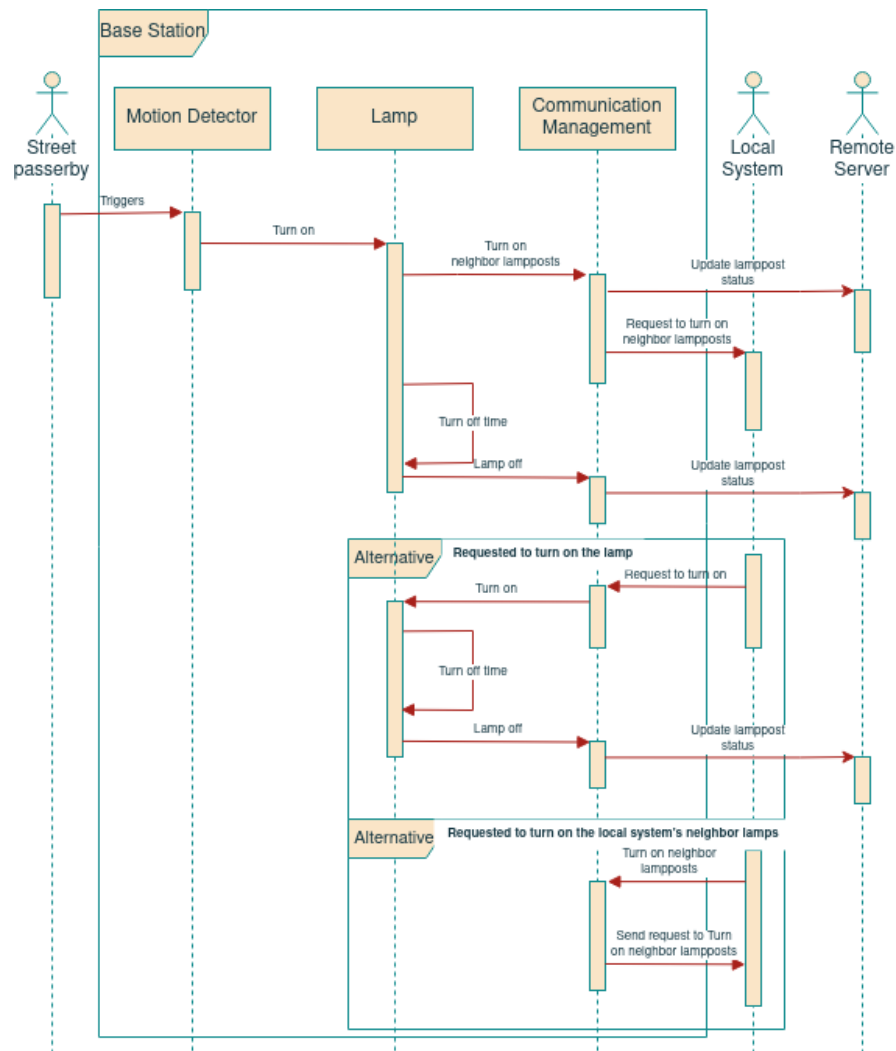 Base Station
Street
passerby
Motion Detector
Lamp
Communication
Management
Local
System
Remote
Server
Triggers
Turn on
Turn on
neighbor lampposts
Update lamppost
status
Request to turn on
neighbor lampposts
Turn off time
Lamp off
Update lamppost
status
Alternative
Requested to turn on the lamp
Request to turn on
Turn on
Turn off time
Lamp off
Update lamppost
status
Alternative
Requested to turn on the local system's neighbor lamps
Turn on neighbor
lampposts
Send request to Turn
on neighbor lampposts